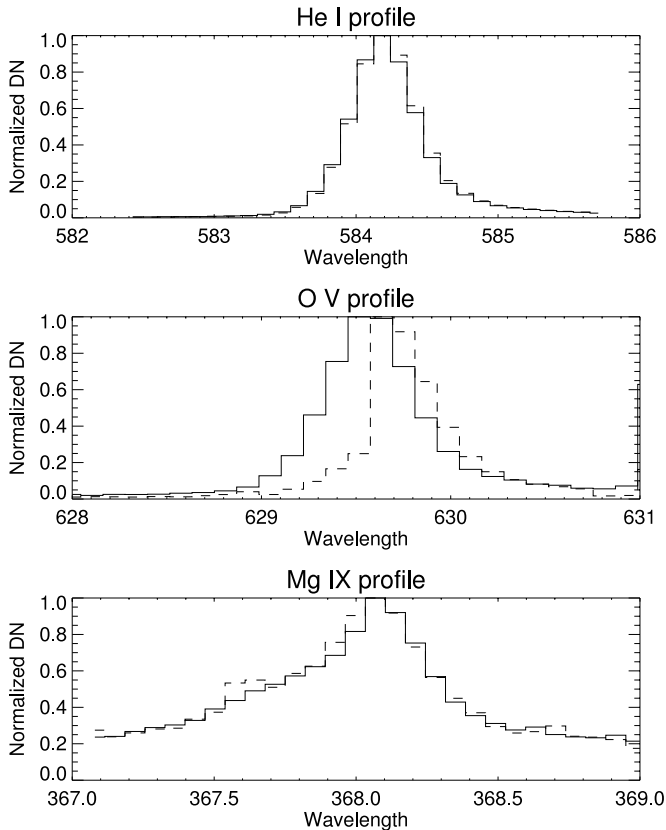 He I profile
Normalized DN
1.0
0.8
0.6
0.4
0.2
0.0
582 583 584 585 586
Wavelength
O V profile
Normalized DN
1.0
0.8
0.6
0.4
0.2
0.0
628 629 630 631
Wavelength
Mg IX profile
Normalized DN
1.0
0.8
0.6
0.4
0.2
0.0
367.0 367.5 368.0 368.5 369.0
Wavelength